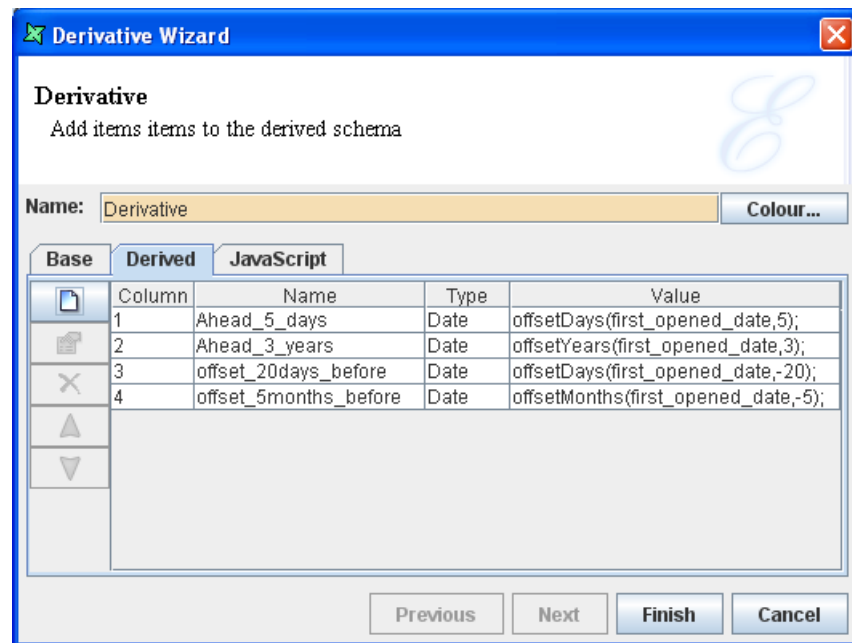 Derivative Wizard
Derivative
Add items items to the derived schema
Name: Derivative Colour...
Base Derived JavaScript
Column Name Type Value
1 Ahead_5_days Date offsetDays(first_opened_date,5);
2 Ahead_3_years Date offsetYears(first_opened_date,3);
3 offset_20days_before Date offsetDays(first_opened_date,-20);
4 offset_5months_before Date offsetMonths(first_opened_date,-5);
Previous Next Finish Cancel